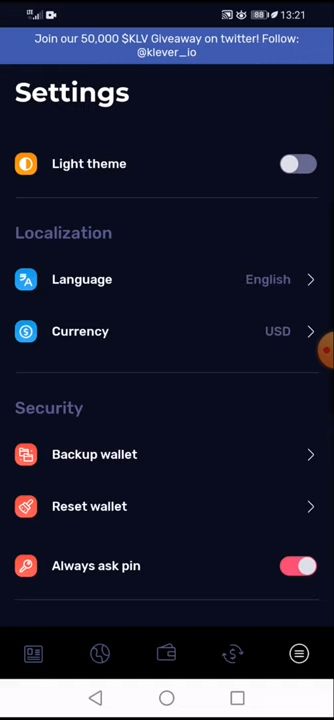 88 13:21
Join our 50,000 $KLV Giveaway on twitter! Follow:
@klever_io
Settings
Light theme
Localization
Language English
Currency USD
Security
Backup wallet
Reset wallet
Always ask pin